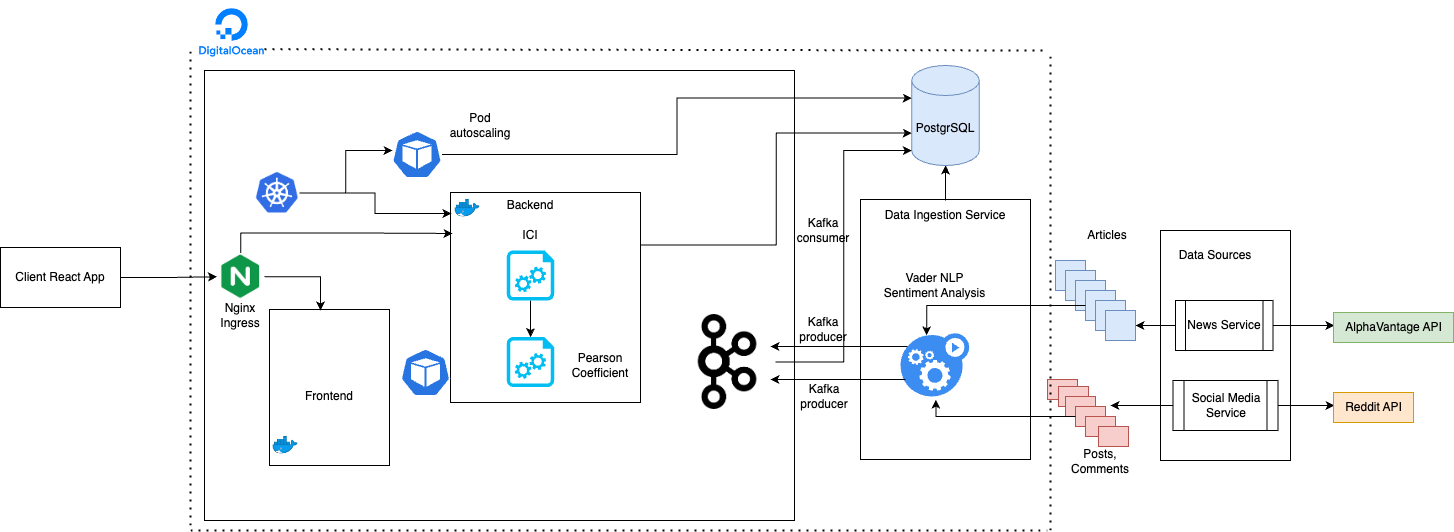 DigitalOcean
Pod
autoscaling
PostgrSQL
Backend
ICI
Data Ingestion Service
Kafka
consumer
Articles
Data Sources
Client React App
Nginx
Ingress
Vader NLP
Sentiment Analysis
Kafka
producer
News Service
AlphaVantage API
Pearson
Coefficient
Frontend
Kafka
producer
Social Media
Service
Reddit API
Posts,
Comments